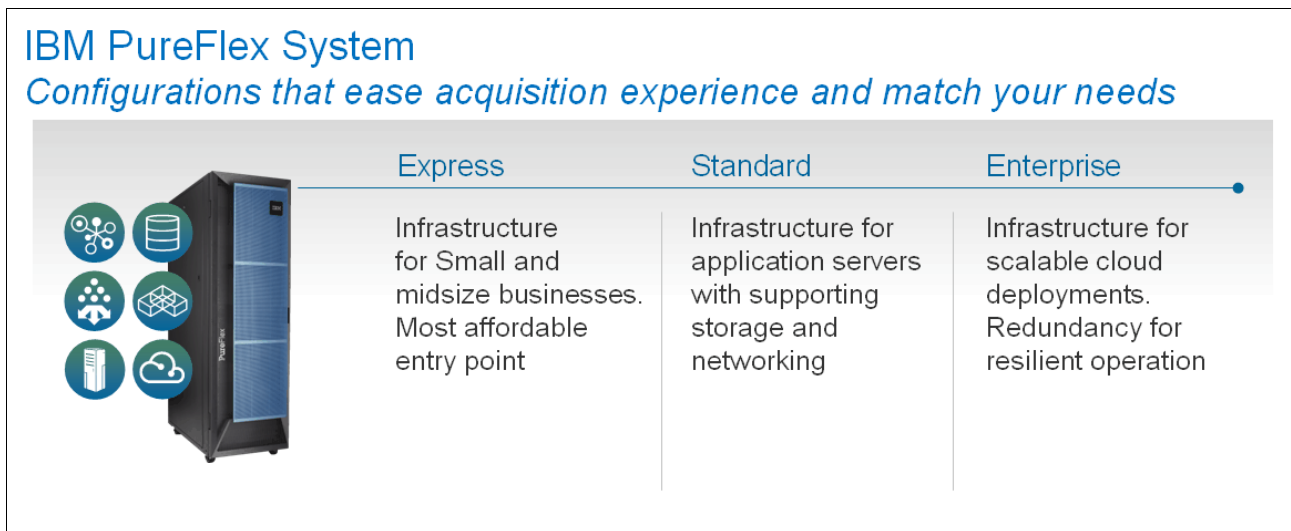 IBM PureFlex System
Configurations that ease acquisition experience and match your needs
Express
Infrastructure
for Small and
midsize businesses.
Most affordable
entry point
Standard
Infrastructure for
application servers
with supporting
storage and
networking
Enterprise
Infrastructure for
scalable cloud
deployments.
Redundancy for
resilient operation
PureFlex
IBM